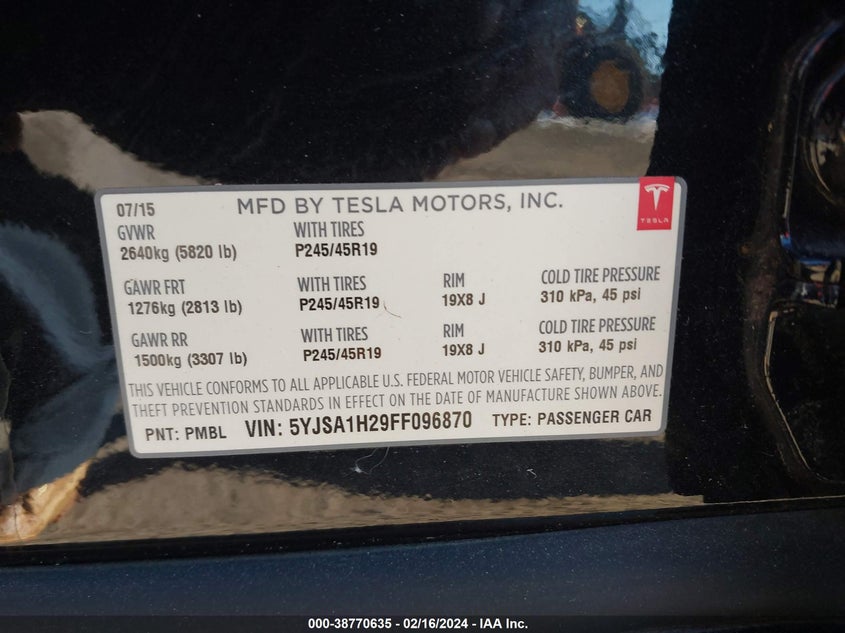 07/15 MFD BY TESLA MOTORS, INC.
TESLA
GVWR WITH TIRES
2640kg (5820 lb) P245/45R19
GAWR FRT WITH TIRES RIM COLD TIRE PRESSURE
1276kg (2813 lb) P245/45R19 19X8 J 310 kPa, 45 psi
GAWR RR WITH TIRES RIM COLD TIRE PRESSURE
1500kg (3307 lb) P245/45R19 19X8 J 310 kPa, 45 psi
THIS VEHICLE CONFORMS TO ALL APPLICABLE U.S. FEDERAL MOTOR VEHICLE SAFETY, BUMPER, AND
THEFT PREVENTION STANDARDS IN EFFECT ON THE DATE OF MANUFACTURE SHOWN ABOVE.
PNT: PMBL VIN: 5YJSA1H29FF096870 TYPE: PASSENGER CAR
000-38770635 - 02/16/2024 - IAA Inc.